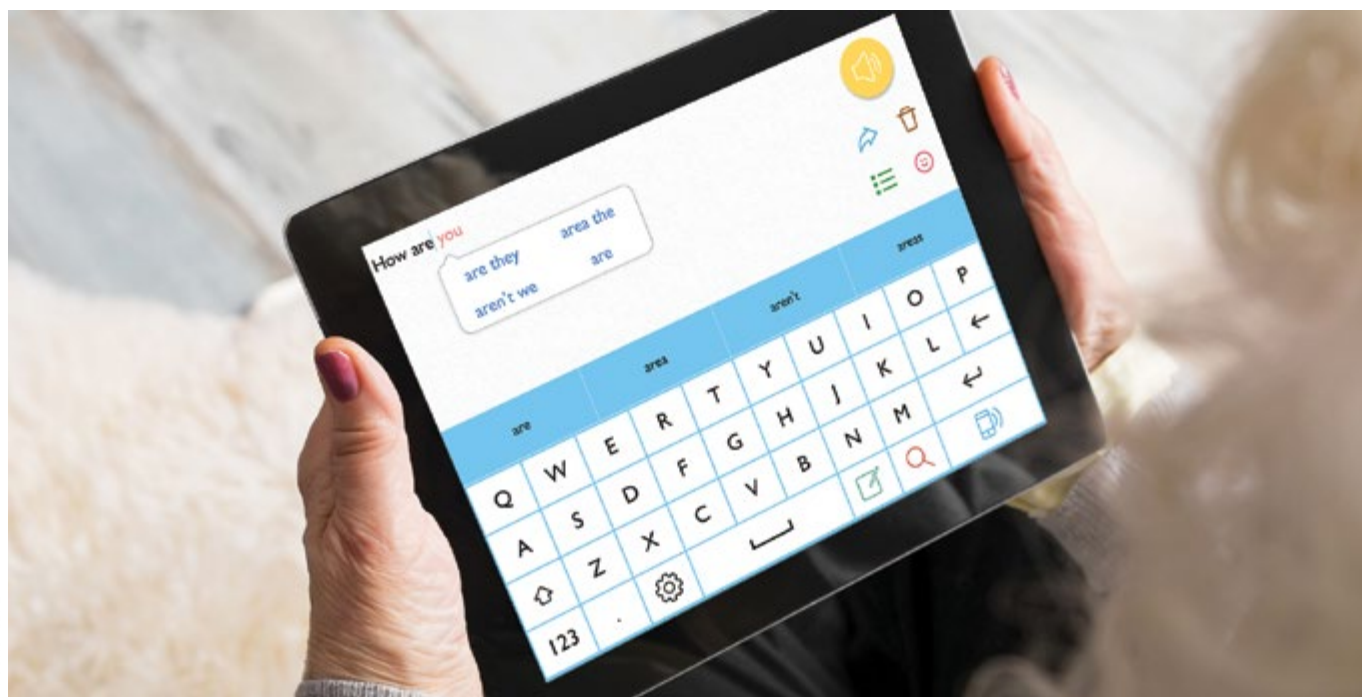 How are you
are they area the
aren't we are
are area aren't areas
Q W E R T Y U I O P
A S D F G H J K L
Z X C V B N M
123 .